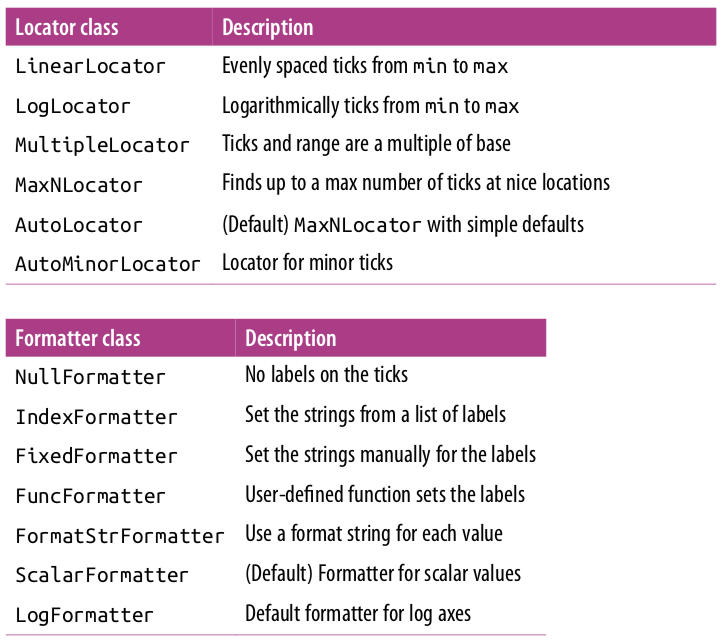 Locator class Description
LinearLocator Evenly spaced ticks from min to max
LogLocator Logarithmically ticks from min to max
MultipleLocator Ticks and range are a multiple of base
MaxNLocator Finds up to a max number of ticks at nice locations
AutoLocator (Default) MaxNLocator with simple defaults
AutoMinorLocator Locator for minor ticks
Formatter class Description
NullFormatter No labels on the ticks
IndexFormatter Set the strings from a list of labels
FixedFormatter Set the strings manually for the labels
FuncFormatter User-defined function sets the labels
FormatStrFormatter Use a format string for each value
ScalarFormatter (Default) Formatter for scalar values
LogFormatter Default formatter for log axes